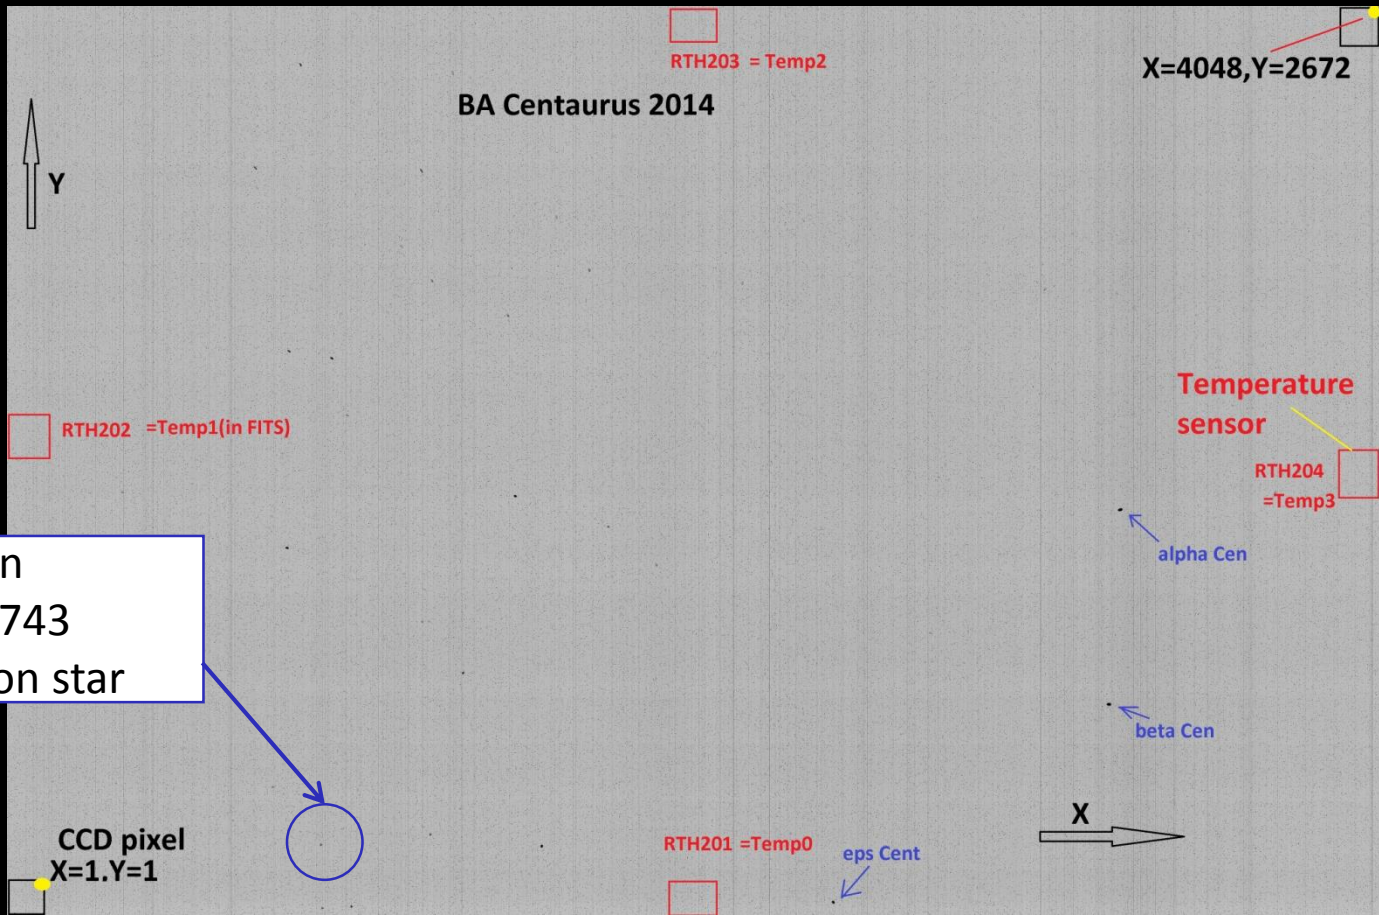 RTH203 = Temp2
X=4048,Y=2672
BA Centaurus 2014
Y
Temperature
sensor
RTH202 =Temp1(in FITS)
RTH204
=Temp3
alpha Cen
n
743
on star
beta Cen
X
CCD pixel
X=1.Y=1
RTH201 =Temp0
eps Cent